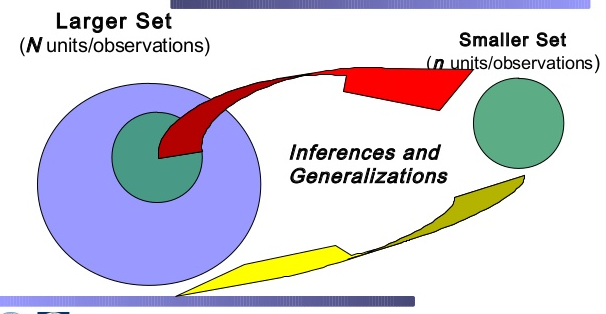 Larger Set
(N units/observations)
Smaller Set
(n units/observations)
Inferences and
Generalizations